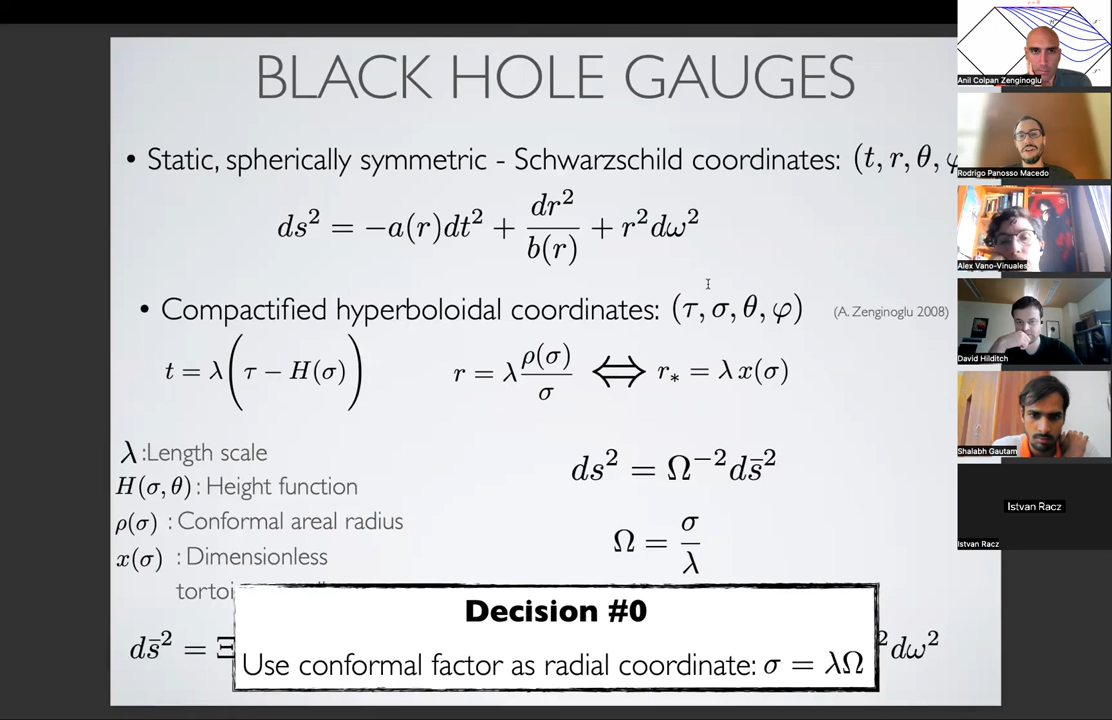 BLACK HOLE GAUGES
• Static, spherically symmetric - Schwarzschild coordinates: (t, r, θ, φ
ds² = −a(r)dt² + dr²/b(r) + r²dω²
• Compactified hyperboloidal coordinates: (τ, σ, θ, φ) (A. Zenginoglu 2008)
t = λ(τ − H(σ)) r = λ ρ(σ)/σ ⟺ r∗ = λ x(σ)
λ :Length scale
ds² = Ω⁻² ds̄²
H(σ, θ) : Height function
ρ(σ) : Conformal areal radius
Ω = σ/λ
x(σ) : Dimensionless
tortoi
ds̄² = Ξ ²dω²
Decision #0
Use conformal factor as radial coordinate: σ = λΩ
Anil Colpan Zenginoglu
Rodrigo Panosso Macedo
Alex Vano-Vinuales
David Hilditch
Shalabh Gautam
Istvan Racz
Istvan Racz